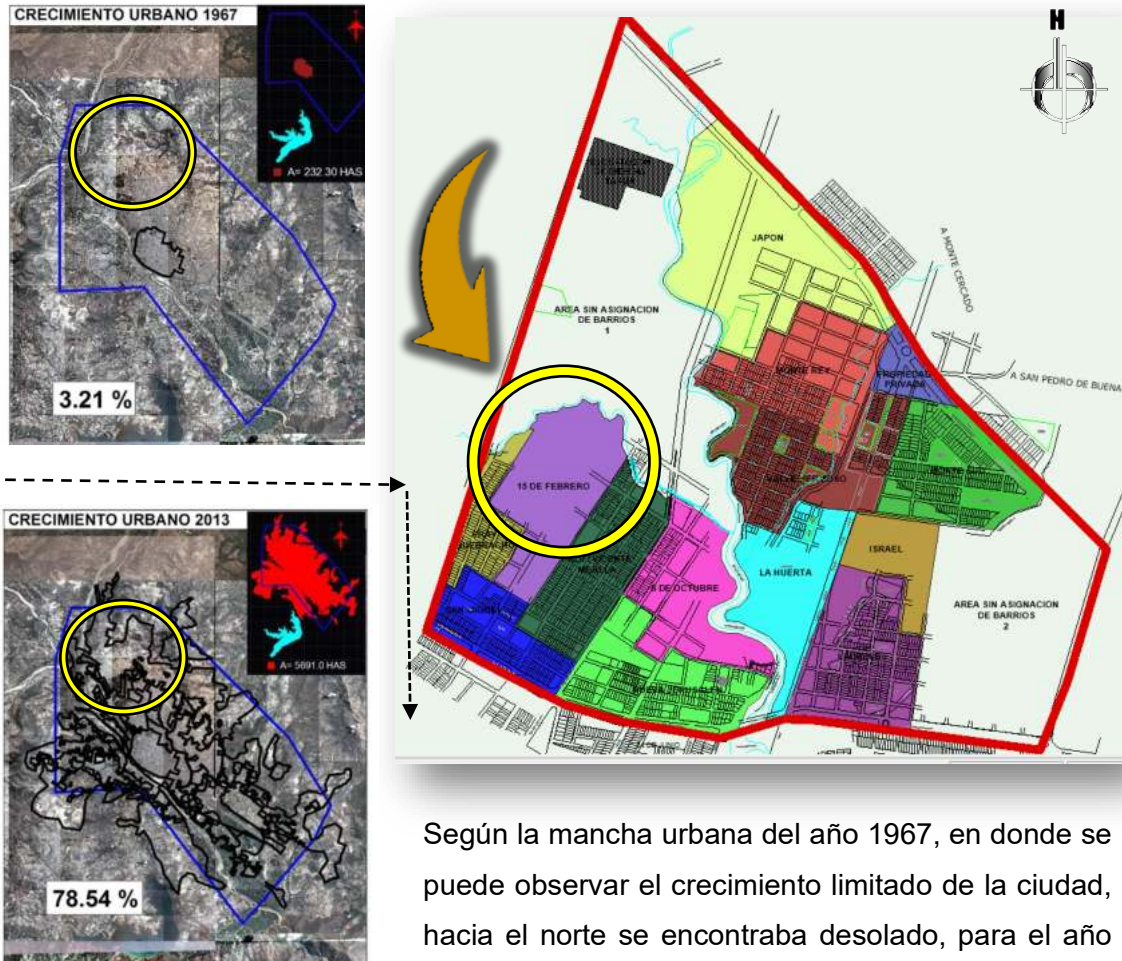 CRECIMIENTO URBANO 1967
A= 232.30 HAS
3.21 %
CRECIMIENTO URBANO 2013
A= 5691.0 HAS
78.54 %
JAPON
A MONTE CERCADO
AREA SIN ASIGNACION
DE BARRIOS
1
MONTE REY
PROPIEDAD
PRIVADA
A SAN PEDRO DE BUENA
15 DE FEBRERO
ISRAEL
LA HUERTA
6 DE OCTUBRE
AREA SIN ASIGNACION
DE BARRIOS
2
Según la mancha urbana del año 1967, en donde se
puede observar el crecimiento limitado de la ciudad,
hacia el norte se encontraba desolado, para el año